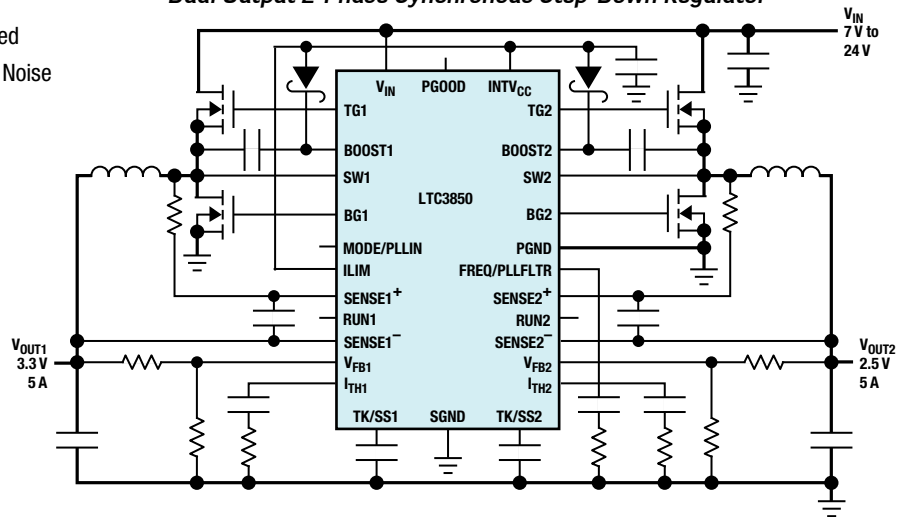 Dual Output 2-Phase Synchronous Step-Down Regulator
ed
Noise
VIN
7 V to
24 V
VIN
PGOOD
INTVCC
TG1
TG2
BOOST1
BOOST2
SW1
SW2
LTC3850
BG1
BG2
MODE/PLLIN
PGND
ILIM
FREQ/PLLFLTR
SENSE1+
SENSE2+
RUN1
RUN2
SENSE1–
SENSE2–
VOUT1
3.3 V
5 A
VFB1
VFB2
VOUT2
2.5 V
5 A
ITH1
ITH2
TK/SS1
SGND
TK/SS2